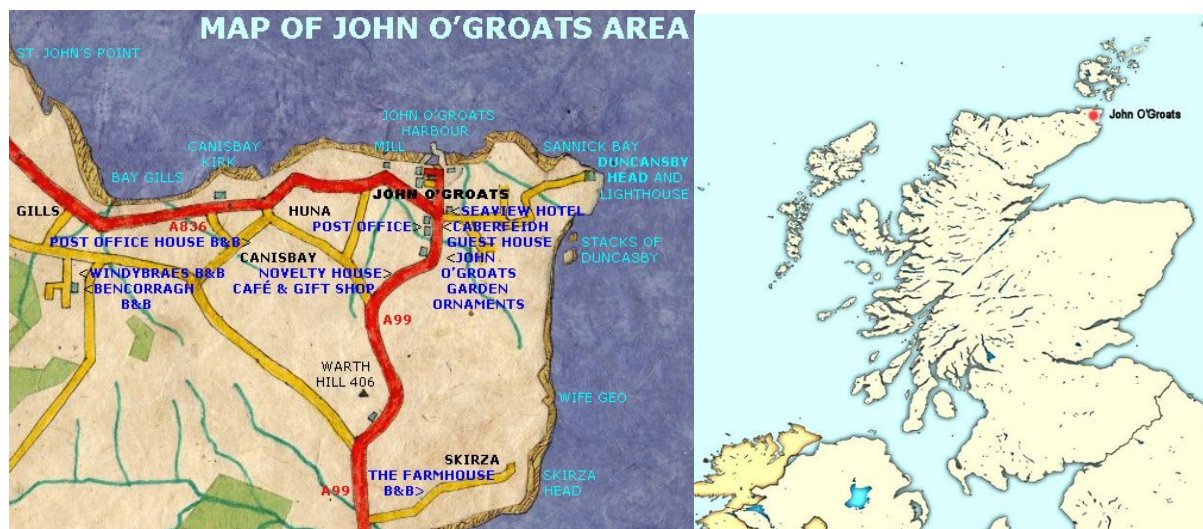 MAP OF JOHN O'GROATS AREA
ST. JOHN'S POINT
JOHN O'GROATS
HARBOUR
MILL
CANISBAY
KIRK
SANNICK BAY
BAY GILLS
DUNCANSBY
HEAD AND
LIGHTHOUSE
JOHN O'GROATS
GILLS
HUNA
<SEAVIEW HOTEL
A836
POST OFFICE>
<CABERFEIDH
GUEST HOUSE
POST OFFICE HOUSE B&B>
STACKS OF
DUNCASBY
CANISBAY
<JOHN
O'GROATS
GARDEN
ORNAMENTS
<WINDYBRAES B&B
<BENCORRAGH
B&B
NOVELTY HOUSE>
CAFÉ & GIFT SHOP
A99
WARTH
HILL 406
WIFE GEO
SKIRZA
THE FARMHOUSE
B&B>
SKIRZA
HEAD
A99
John O'Groats